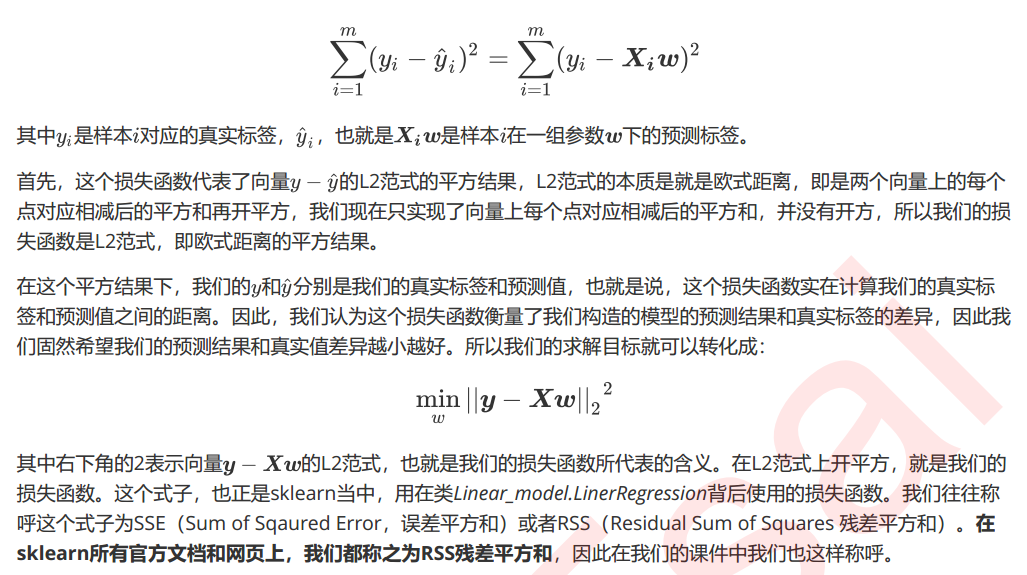 $$\sum_{i=1}^{m}(y_i - \hat{y}_i)^2 = \sum_{i=1}^{m}(y_i - \boldsymbol{X_i w})^2$$
其中$y_i$是样本$i$对应的真实标签，$\hat{y}_i$，也就是$\boldsymbol{X_i w}$是样本$i$在一组参数$\boldsymbol{w}$下的预测标签。
首先，这个损失函数代表了向量$y - \hat{y}$的L2范式的平方结果，L2范式的本质是就是欧式距离，即是两个向量上的每个
点对应相减后的平方和再开平方，我们现在只实现了向量上每个点对应相减后的平方和，并没有开方，所以我们的损
失函数是L2范式，即欧式距离的平方结果。
在这个平方结果下，我们的$y$和$\hat{y}$分别是我们的真实标签和预测值，也就是说，这个损失函数实在计算我们的真实标
签和预测值之间的距离。因此，我们认为这个损失函数衡量了我们构造的模型的预测结果和真实标签的差异，因此我
们固然希望我们的预测结果和真实值差异越小越好。所以我们的求解目标就可以转化成：
$$\min_{w} ||\boldsymbol{y} - \boldsymbol{Xw}||_2{}^2$$
其中右下角的2表示向量$\boldsymbol{y} - \boldsymbol{Xw}$的L2范式，也就是我们的损失函数所代表的含义。在L2范式上开平方，就是我们的
损失函数。这个式子，也正是sklearn当中，用在类Linear_model.LinerRegression背后使用的损失函数。我们往往称
呼这个式子为SSE（Sum of Sqaured Error，误差平方和）或者RSS（Residual Sum of Squares 残差平方和）。在
sklearn所有官方文档和网页上，我们都称之为RSS残差平方和，因此在我们的课件中我们也这样称呼。